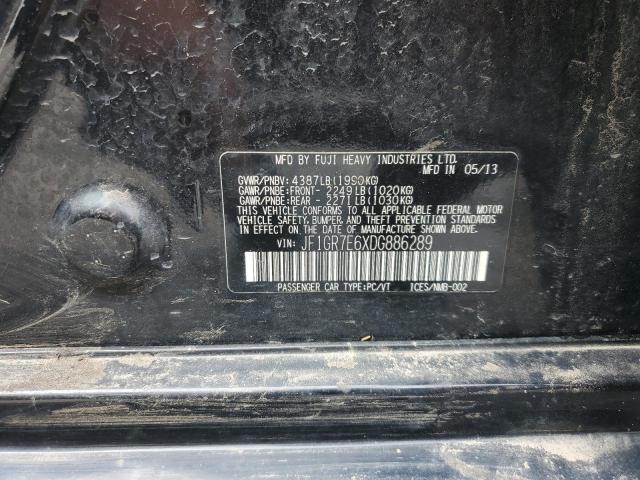 MFD BY FUJI HEAVY INDUSTRIES LTD.
MFD IN 05/13
GVWR/PNBV: 4387LB(1990KG)
GAWR/PNBE:FRONT- 2249LB(1020KG)
GAWR/PNBE:REAR - 2271LB(1030KG)
THIS VEHICLE CONFORMS TO ALL APPLICABLE FEDERAL MOTOR
VEHICLE SAFETY, BUMPER, AND THEFT PREVENTION STANDARDS
IN EFFECT ON THE DATE OF MANUFACTURE SHOWN ABOVE.
VIN: JF1GR7E6XDG886289
PASSENGER CAR TYPE:PC/VT ICES/NMB-002